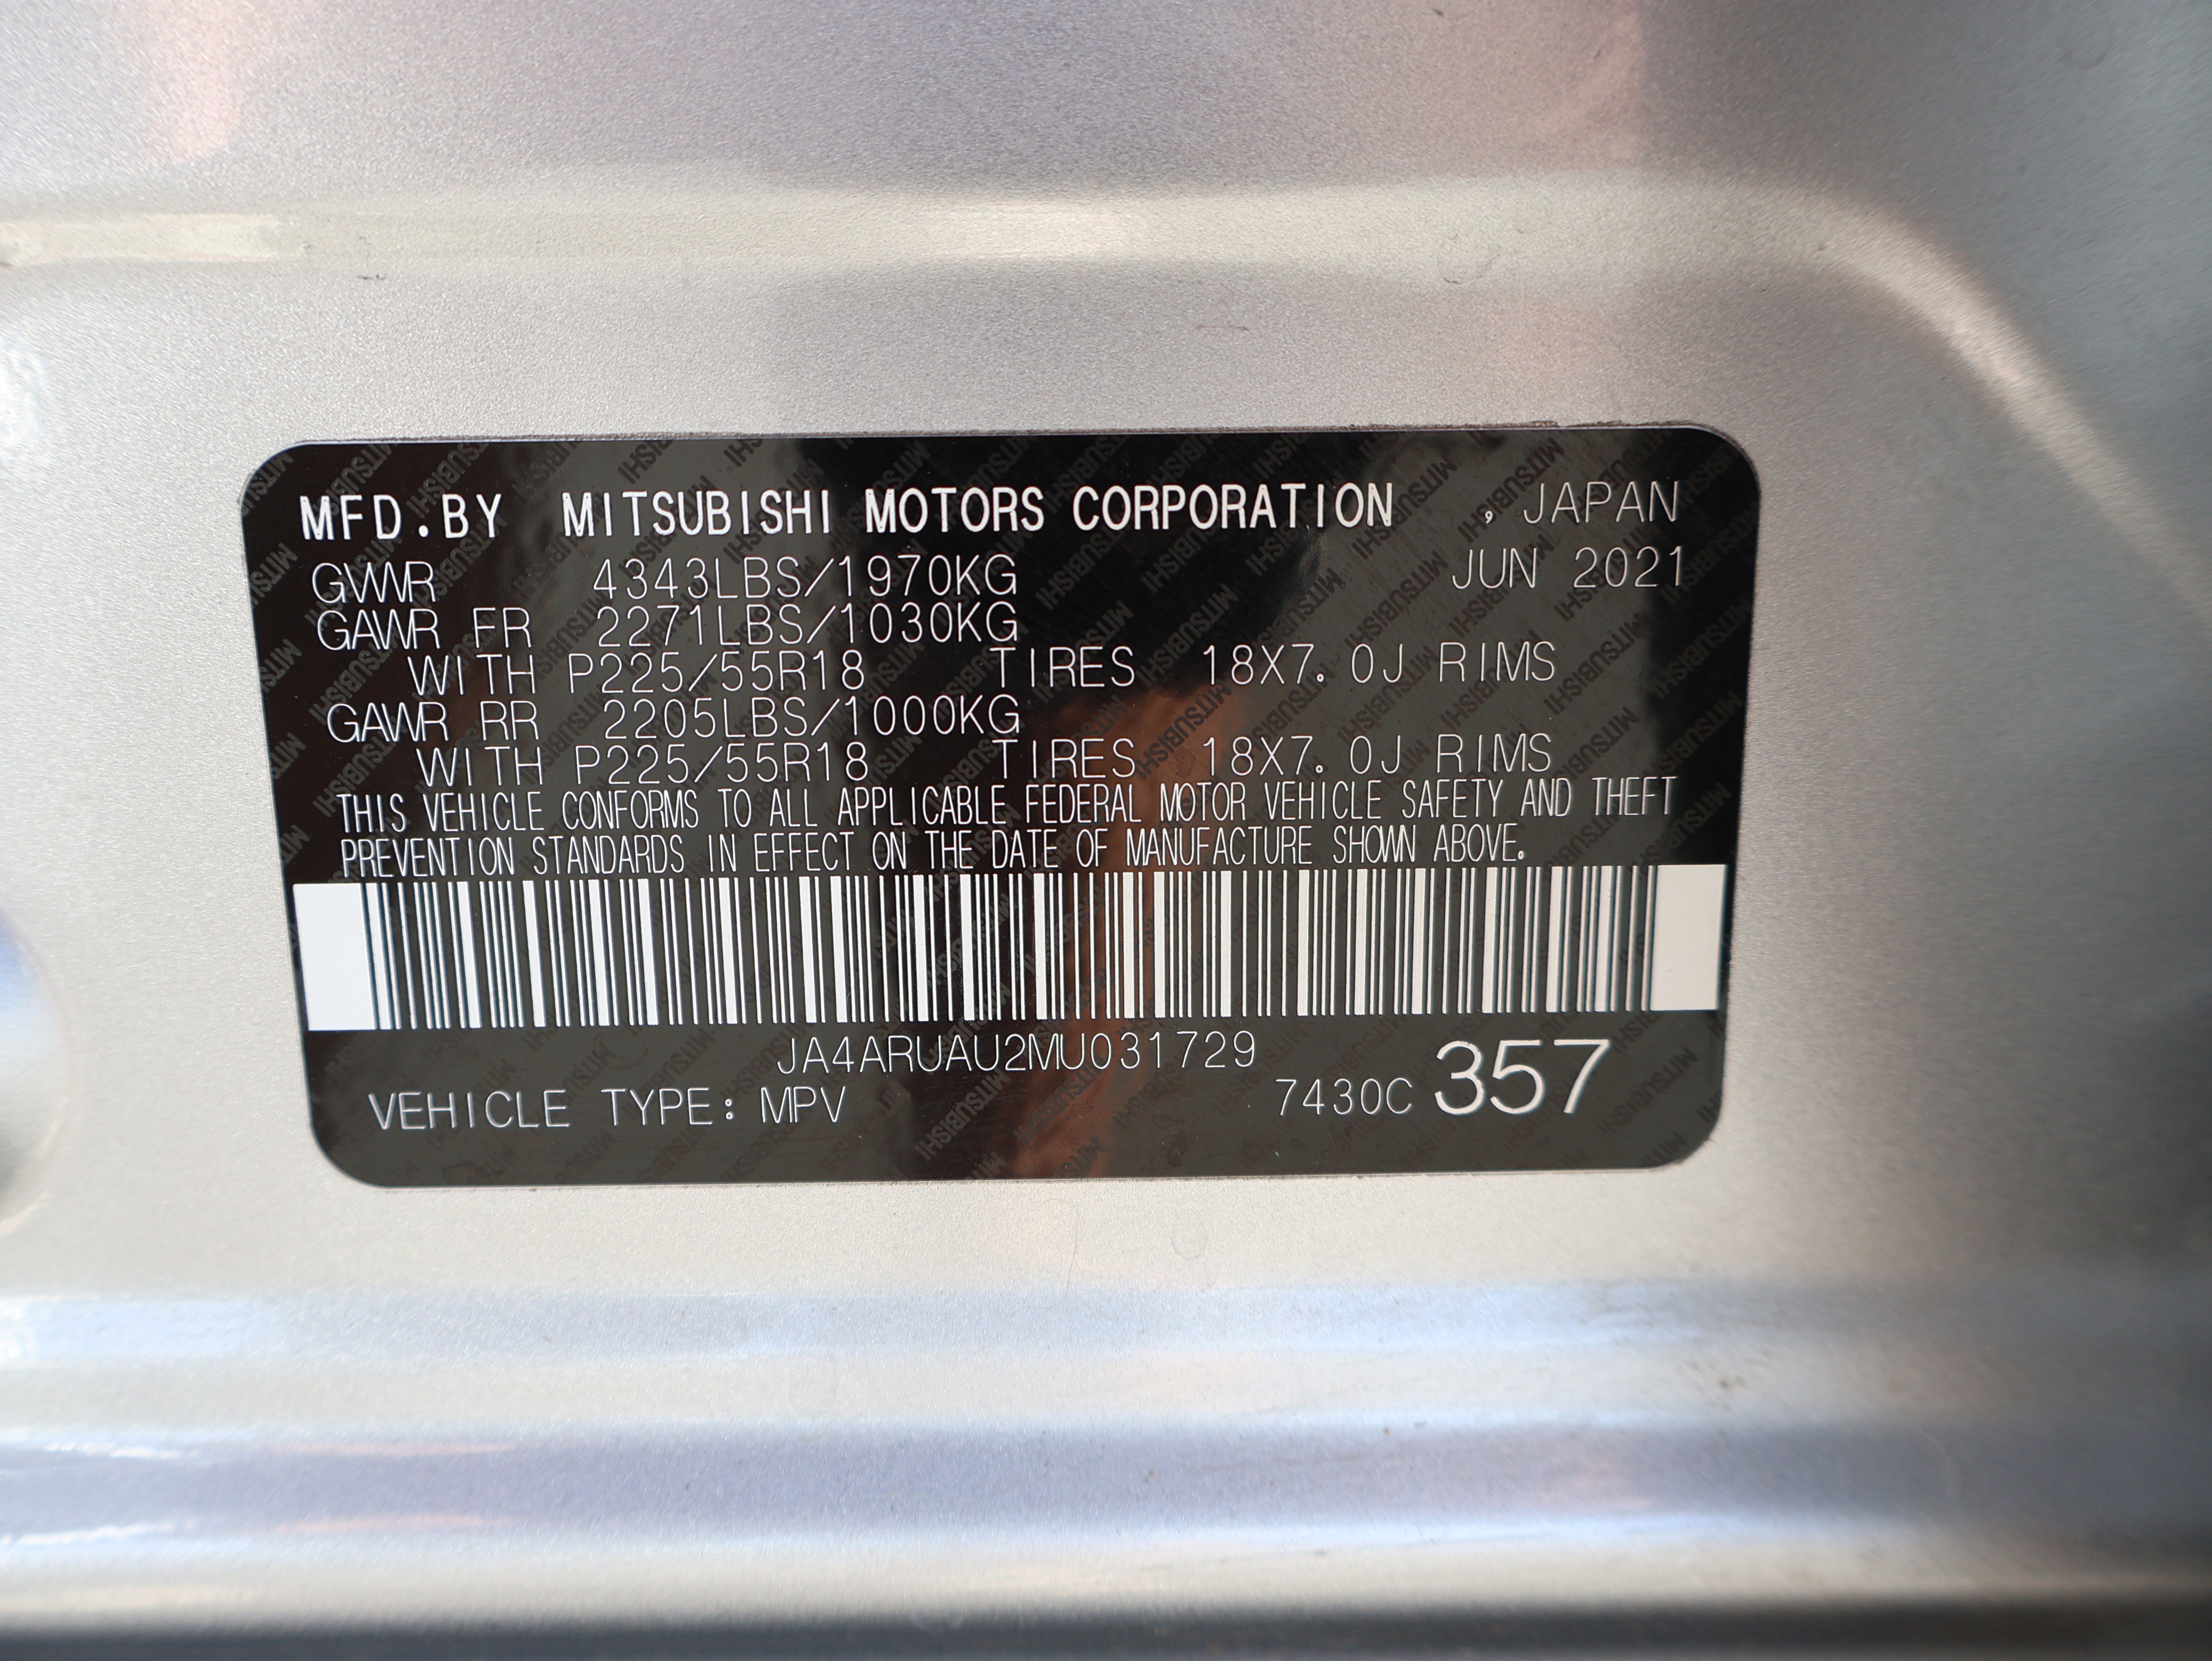 MFD.BY MITSUBISHI MOTORS CORPORATION , JAPAN
GVWR 4343LBS/1970KG JUN 2021
GAWR FR 2271LBS/1030KG
WITH P225/55R18 TIRES 18X7.0J RIMS
GAWR RR 2205LBS/1000KG
WITH P225/55R18 TIRES 18X7.0J RIMS
THIS VEHICLE CONFORMS TO ALL APPLICABLE FEDERAL MOTOR VEHICLE SAFETY AND THEFT
PREVENTION STANDARDS IN EFFECT ON THE DATE OF MANUFACTURE SHOWN ABOVE.
JA4ARUAU2MU031729
VEHICLE TYPE: MPV 7430C 357